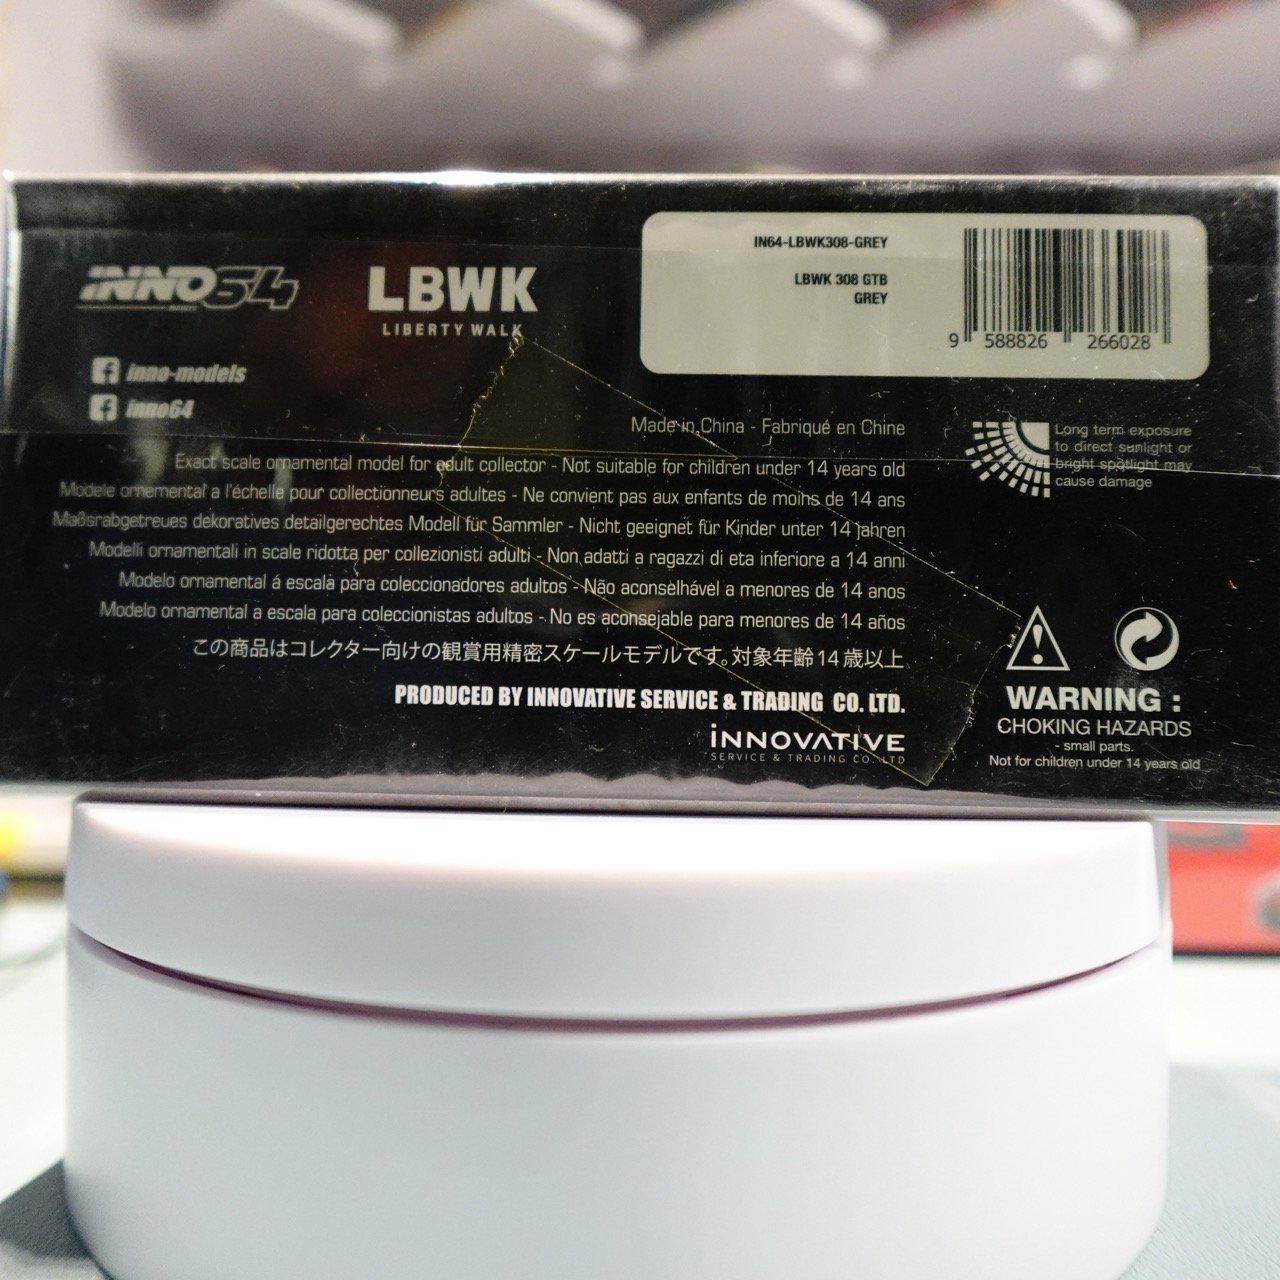 INNO64
LBWK
LIBERTY WALK
inno-models
inno64
IN64-LBWK308-GREY
LBWK 308 GTB
GREY
9 588826 266028
Made in China - Fabriqué en Chine
Long term exposure
to direct sunlight or
bright spotlight may
cause damage
Exact scale ornamental model for adult collector - Not suitable for children under 14 years old
Modele ornemental a l'échelle pour collectionneurs adultes - Ne convient pas aux enfants de moins de 14 ans
Maßsrabgetreues dekoratives detailgerechtes Modell für Sammler - Nicht geeignet für Kinder unter 14 jahren
Modelli ornamentali in scale ridotta per collezionisti adulti - Non adatti a ragazzi di eta inferiore a 14 anni
Modelo ornamental á escala para coleccionadores adultos - Não aconselhável a menores de 14 anos
Modelo ornamental a escala para coleccionistas adultos - No es aconsejable para menores de 14 años
この商品はコレクター向けの観賞用精密スケールモデルです。対象年齢14歳以上
PRODUCED BY INNOVATIVE SERVICE & TRADING CO. LTD.
INNOVATIVE
SERVICE & TRADING CO. LTD
WARNING :
CHOKING HAZARDS
- small parts.
Not for children under 14 years old